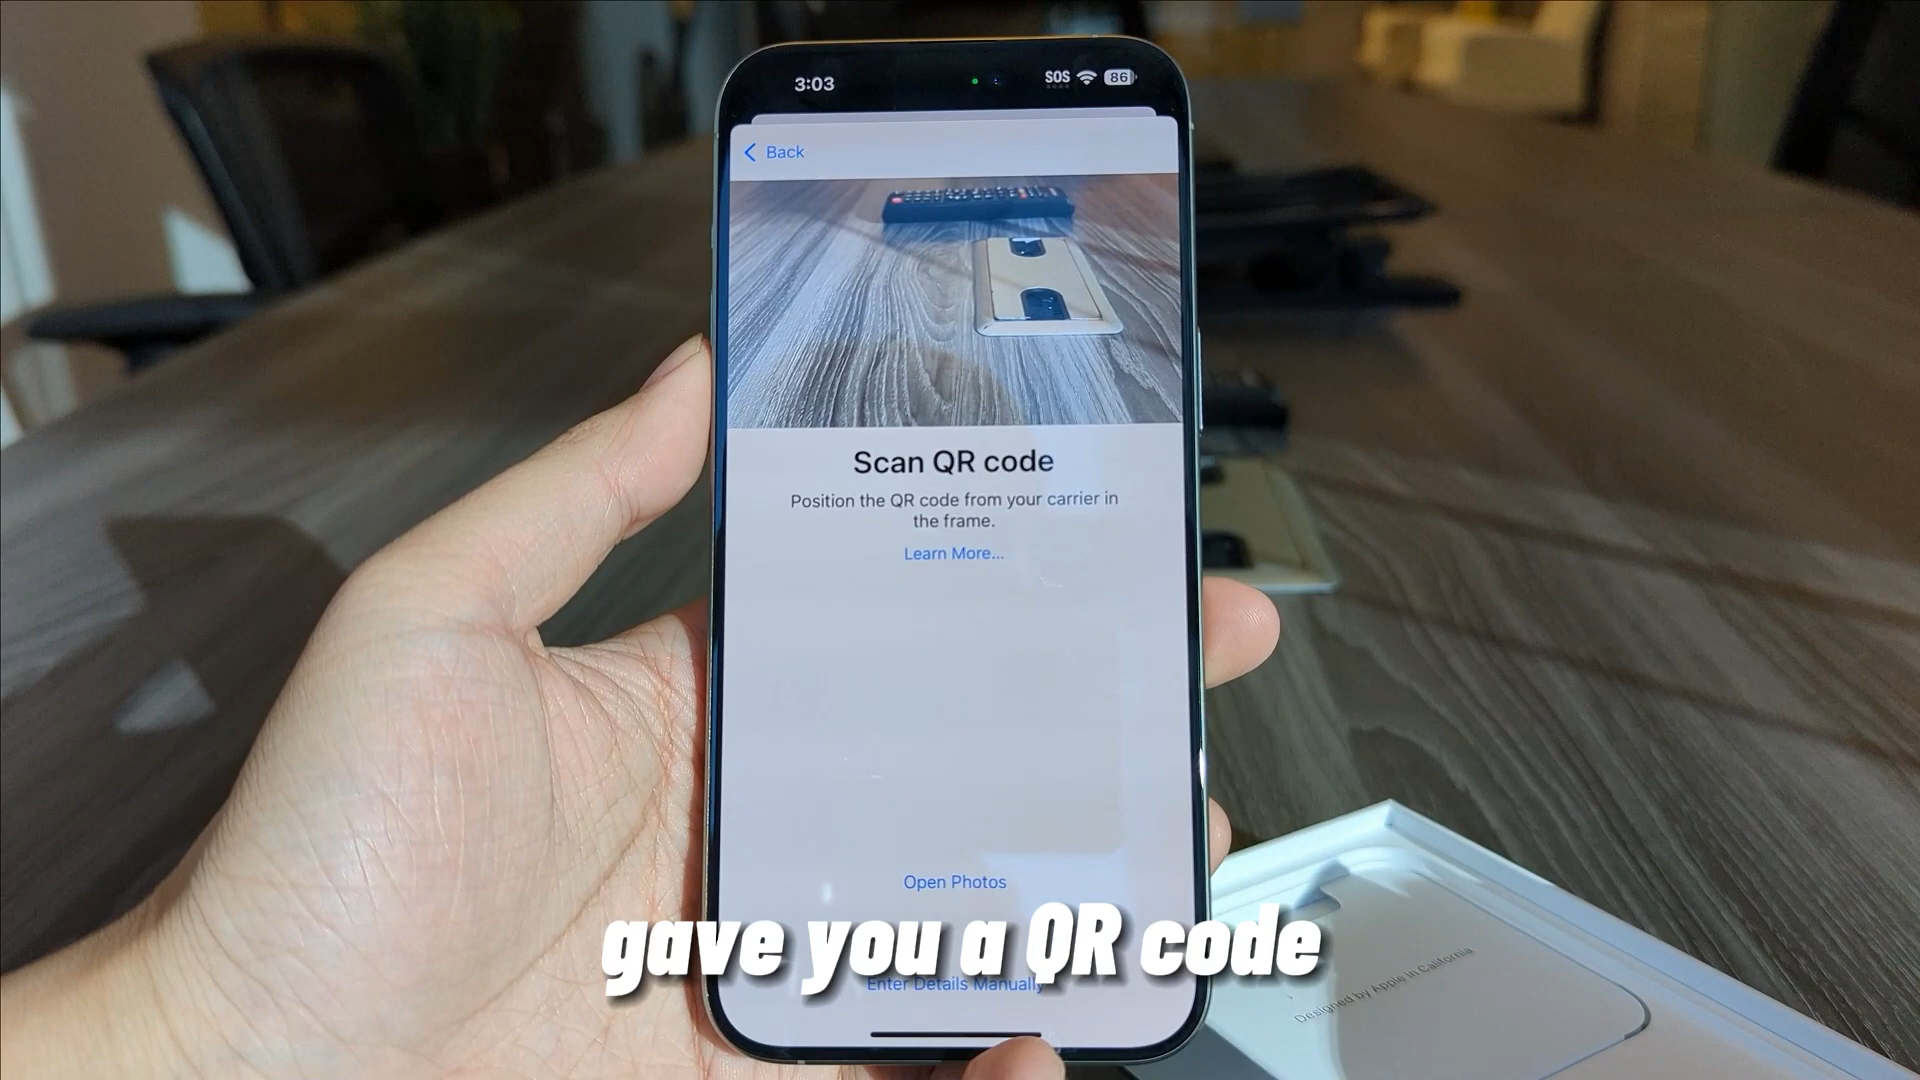 3:03
SOS
86
Back
Scan QR code
Position the QR code from your carrier in
the frame.
Learn More...
Open Photos
gave you a QR code
Enter Details Manually
Designed by Apple in California